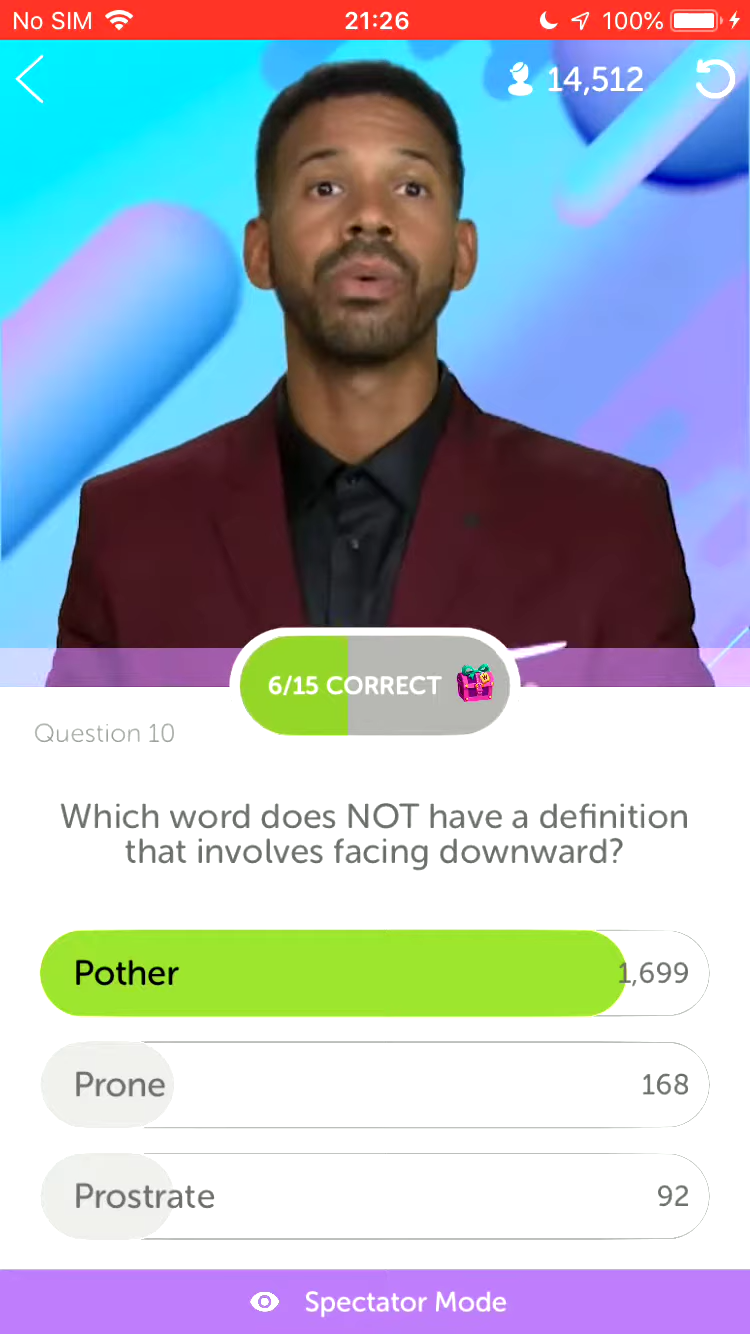 No SIM 21:26 100%
14,512
6/15 CORRECT
Question 10
Which word does NOT have a definition
that involves facing downward?
Pother 1,699
Prone 168
Prostrate 92
Spectator Mode